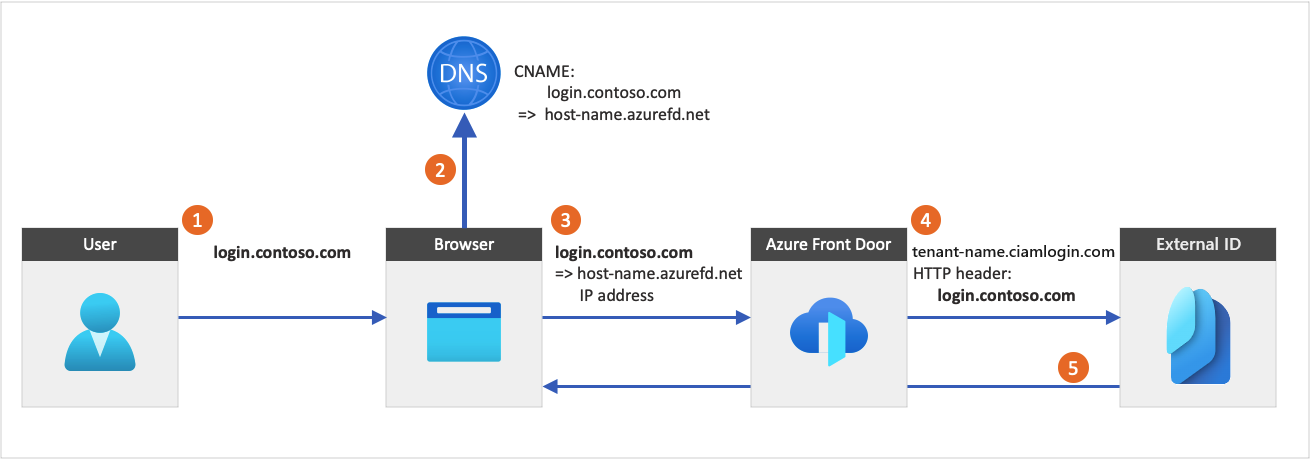 DNS
CNAME:
login.contoso.com
=> host-name.azurefd.net
2
1
3
4
User
login.contoso.com
Browser
login.contoso.com
=> host-name.azurefd.net
IP address
Azure Front Door
tenant-name.ciamlogin.com
HTTP header:
login.contoso.com
External ID
5